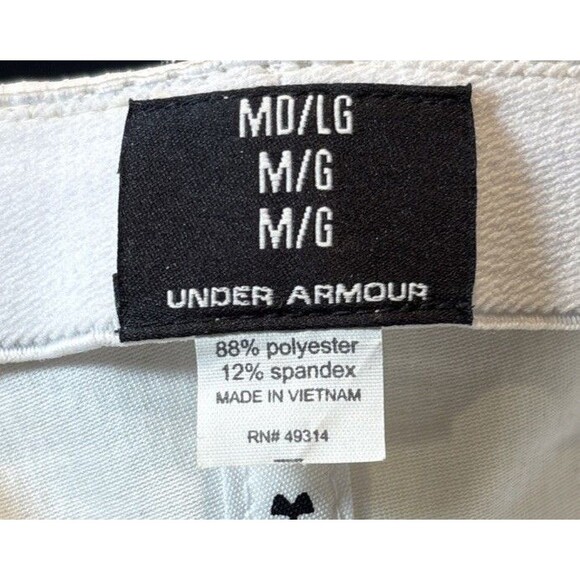 MD/LG
M/G
M/G
UNDER ARMOUR
88% polyester
12% spandex
MADE IN VIETNAM
RN# 49314